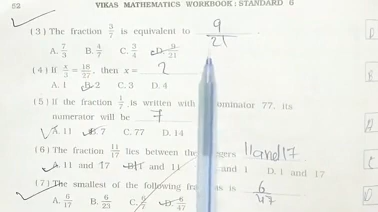 52 VIKAS MATHEMATICS WORKBOOK : STANDARD 6
(3) The fraction 3/7 is equivalent to 9/21
A. 7/3 B. 4/7 C. 3/4 D. 9/21
(4) If x/3 = 18/27, then x = 2
A. 1 B. 2 C. 3 D. 4
(5) If the fraction 1/7 is written with ominator 77, its
numerator will be 7
A. 11 B. 7 C. 77 D. 14
(6) The fraction 11/17 lies between the egers 11 and 17.
A. 11 and 17 and 11 and 1 D. 1 and 17
(7) The smallest of the following fra ns is 6/47
A. 6/17 B. 6/23 C. 6/7 D. 6/47